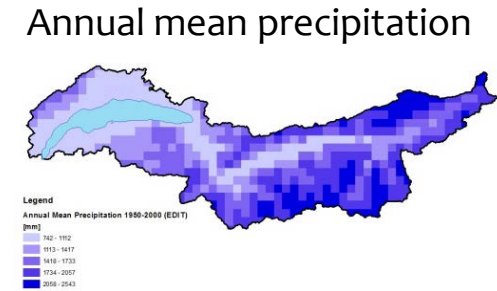 Annual mean precipitation
Legend
Annual Mean Precipitation 1950-2000 (EDIT)
[mm]
742 - 1112
1113 - 1417
1418 - 1733
1734 - 2057
2058 - 2543